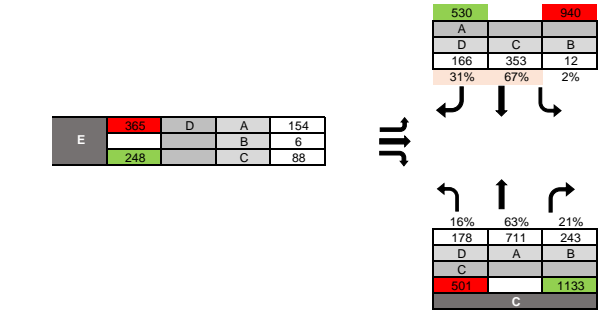 530 940
A
D C B
166 353 12
31% 67% 2%
E
365 D A 154
B 6
248 C 88
16% 63% 21%
178 711 243
D A B
C
501 1133
C